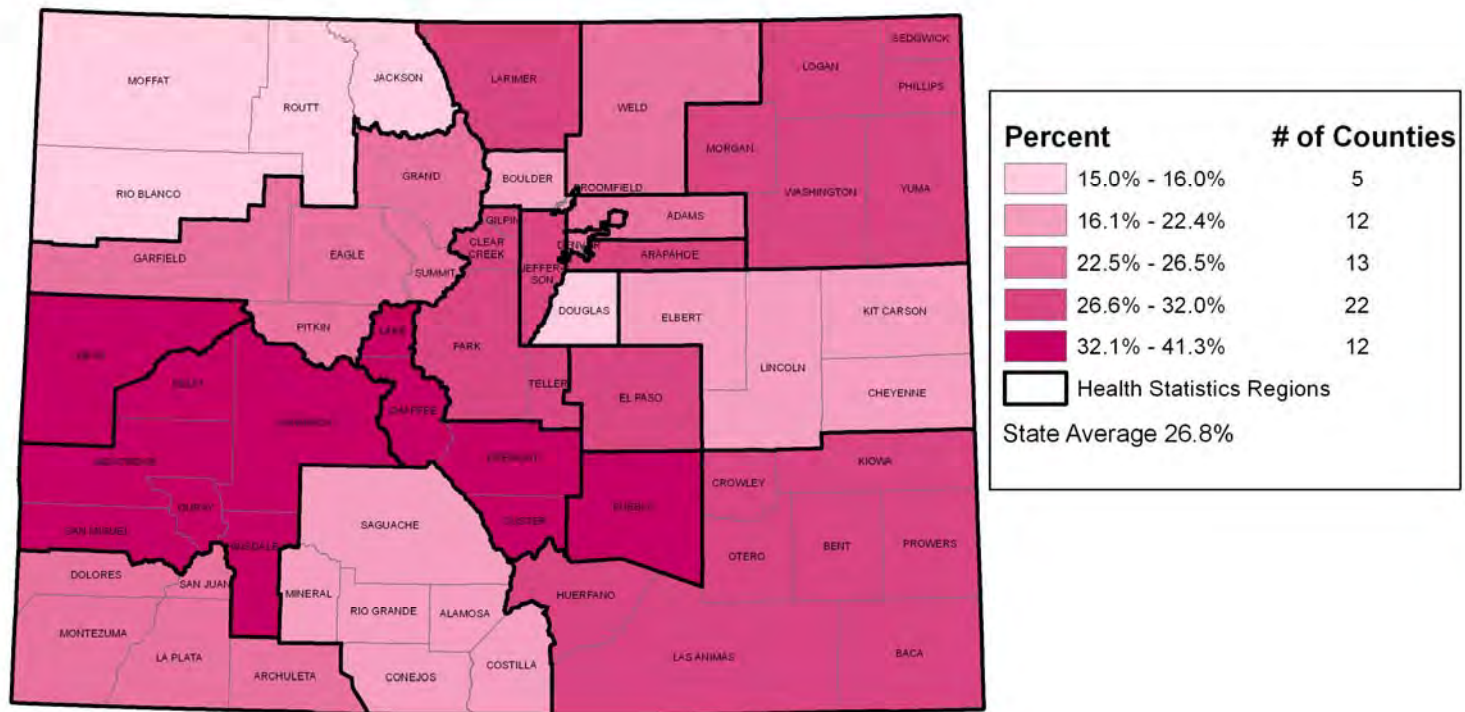 SEDGWICK
LOGAN
LARIMER
JACKSON
MOFFAT
ROUTT
PHILLIPS
WELD
MORGAN
GRAND
BOULDER
RIO BLANCO
BROOMFIELD
WASHINGTON
YUMA
ADAMS
GILPIN
EAGLE
CLEAR
CREEK
DENVER
ARAPAHOE
GARFIELD
JEFFER-
SON
SUMMIT
DOUGLAS
ELBERT
KIT CARSON
PITKIN
LAKE
PARK
LINCOLN
TELLER
EL PASO
CHEYENNE
CHAFFEE
FREMONT
KIOWA
CROWLEY
CUSTER
PUEBLO
OURAY
SAN MIGUEL
HINSDALE
SAGUACHE
OTERO
BENT
PROWERS
DOLORES
SAN JUAN
MINERAL
RIO GRANDE
ALAMOSA
HUERFANO
MONTEZUMA
LA PLATA
ARCHULETA
CONEJOS
COSTILLA
LAS ANIMAS
BACA
Percent # of Counties
15.0% - 16.0% 5
16.1% - 22.4% 12
22.5% - 26.5% 13
26.6% - 32.0% 22
32.1% - 41.3% 12
Health Statistics Regions
State Average 26.8%